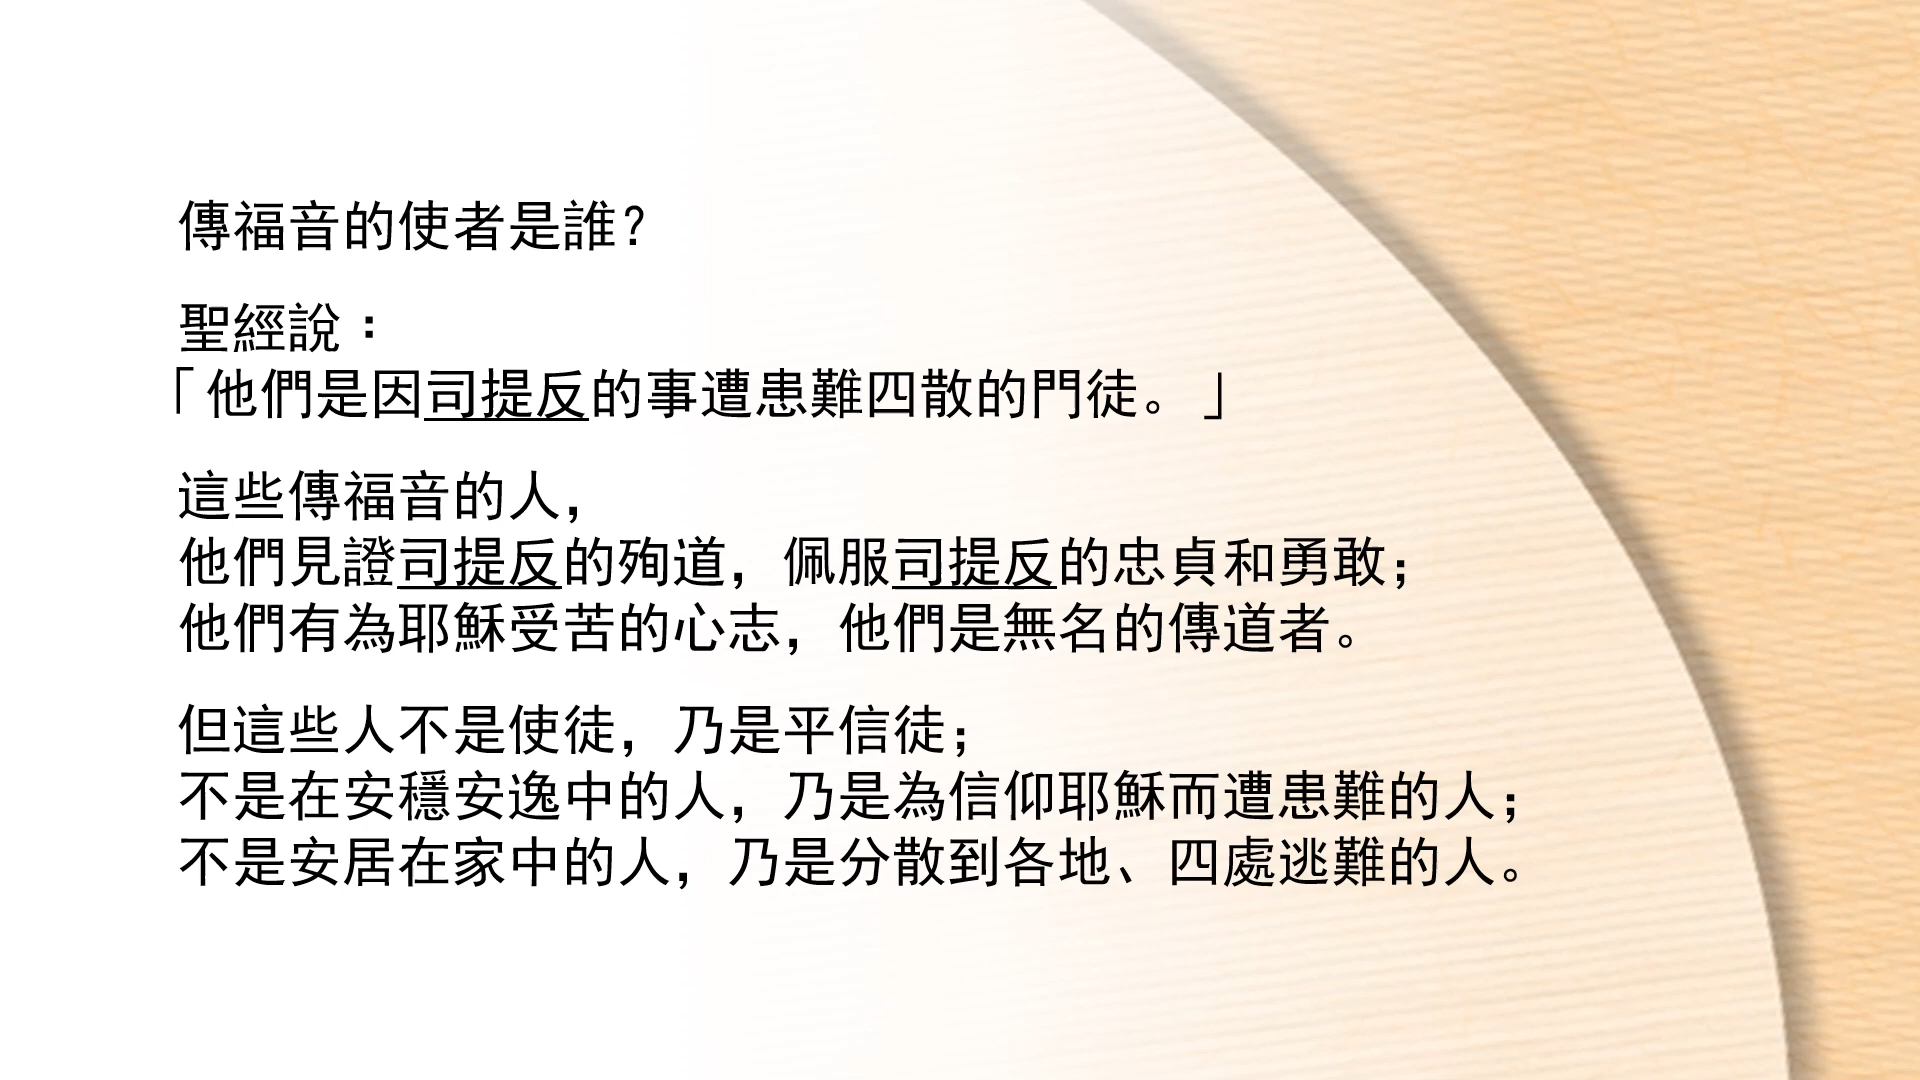 傳福音的使者是誰？
聖經說：
「他們是因司提反的事遭患難四散的門徒。」
這些傳福音的人，
他們見證司提反的殉道，佩服司提反的忠貞和勇敢；
他們有為耶穌受苦的心志，他們是無名的傳道者。
但這些人不是使徒，乃是平信徒；
不是在安穩安逸中的人，乃是為信仰耶穌而遭患難的人；
不是安居在家中的人，乃是分散到各地、四處逃難的人。